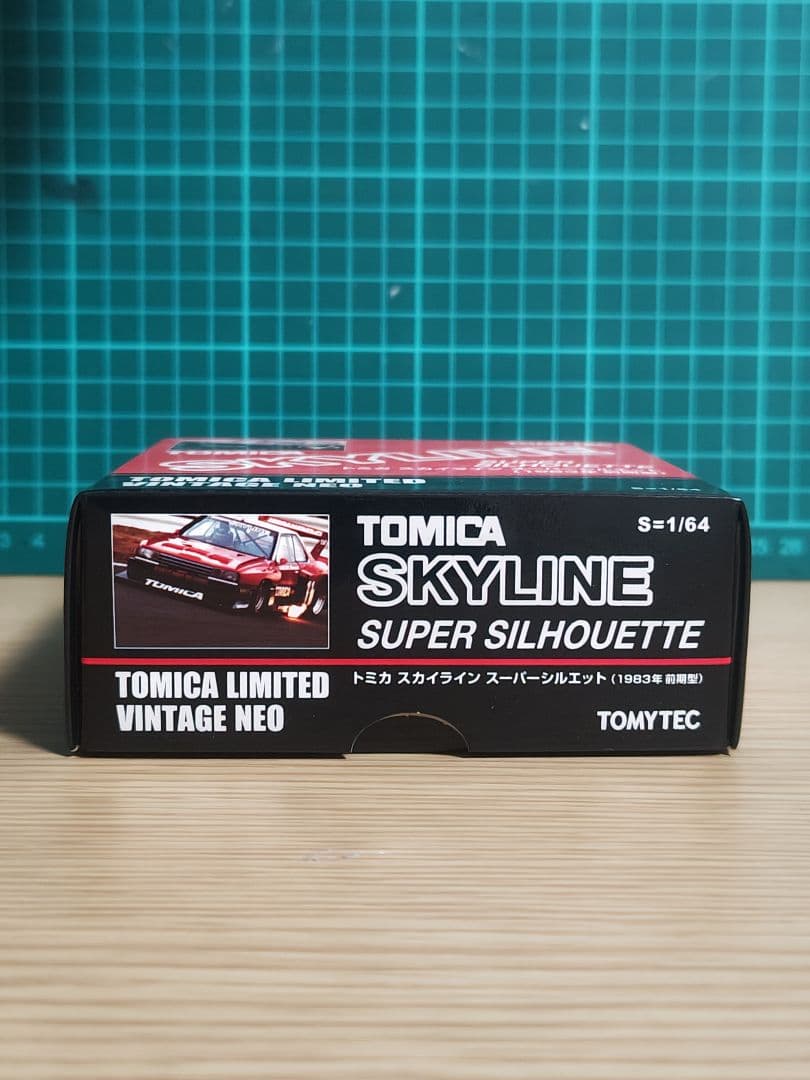 TOMICA LIMITED
VINTAGE NEO
TOMICA
TOMICA
S=1/64
SKYLINE
SUPER SILHOUETTE
トミカ スカイライン スーパーシルエット (1983年 前期型)
TOMICA LIMITED
VINTAGE NEO
TOMYTEC